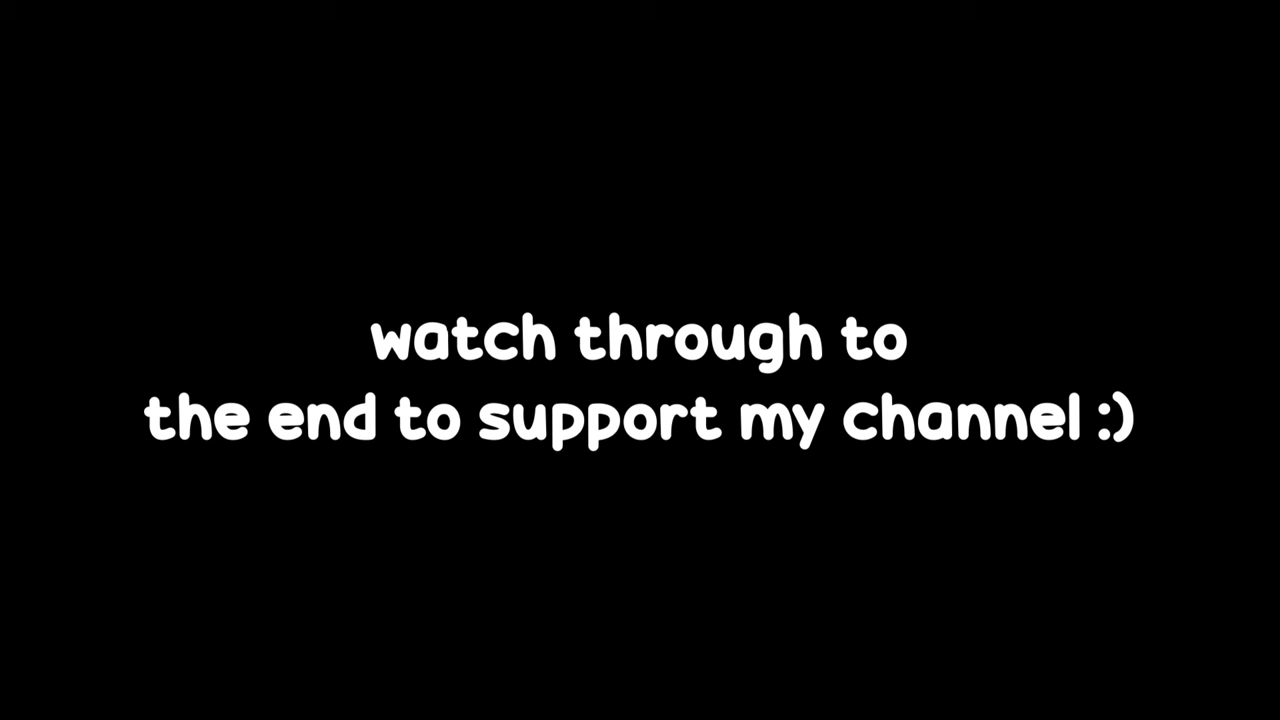 watch through to
the end to support my channel :)